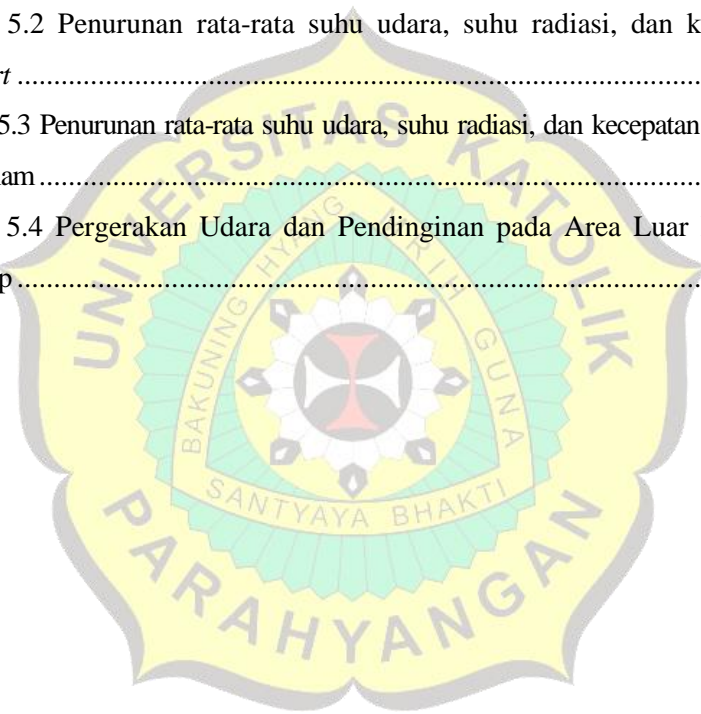 5.2 Penurunan rata-rata suhu udara, suhu radiasi, dan k
rt ........................................................................................................
5.3 Penurunan rata-rata suhu udara, suhu radiasi, dan kecepatan
am ........................................................................................................
5.4 Pergerakan Udara dan Pendinginan pada Area Luar
p ........................................................................................................
UNIVERSITAS KATOLIK
BAKUNING HYANG MRIH GUNA
SANTYAYA BHAKTI
PARAHYANGAN